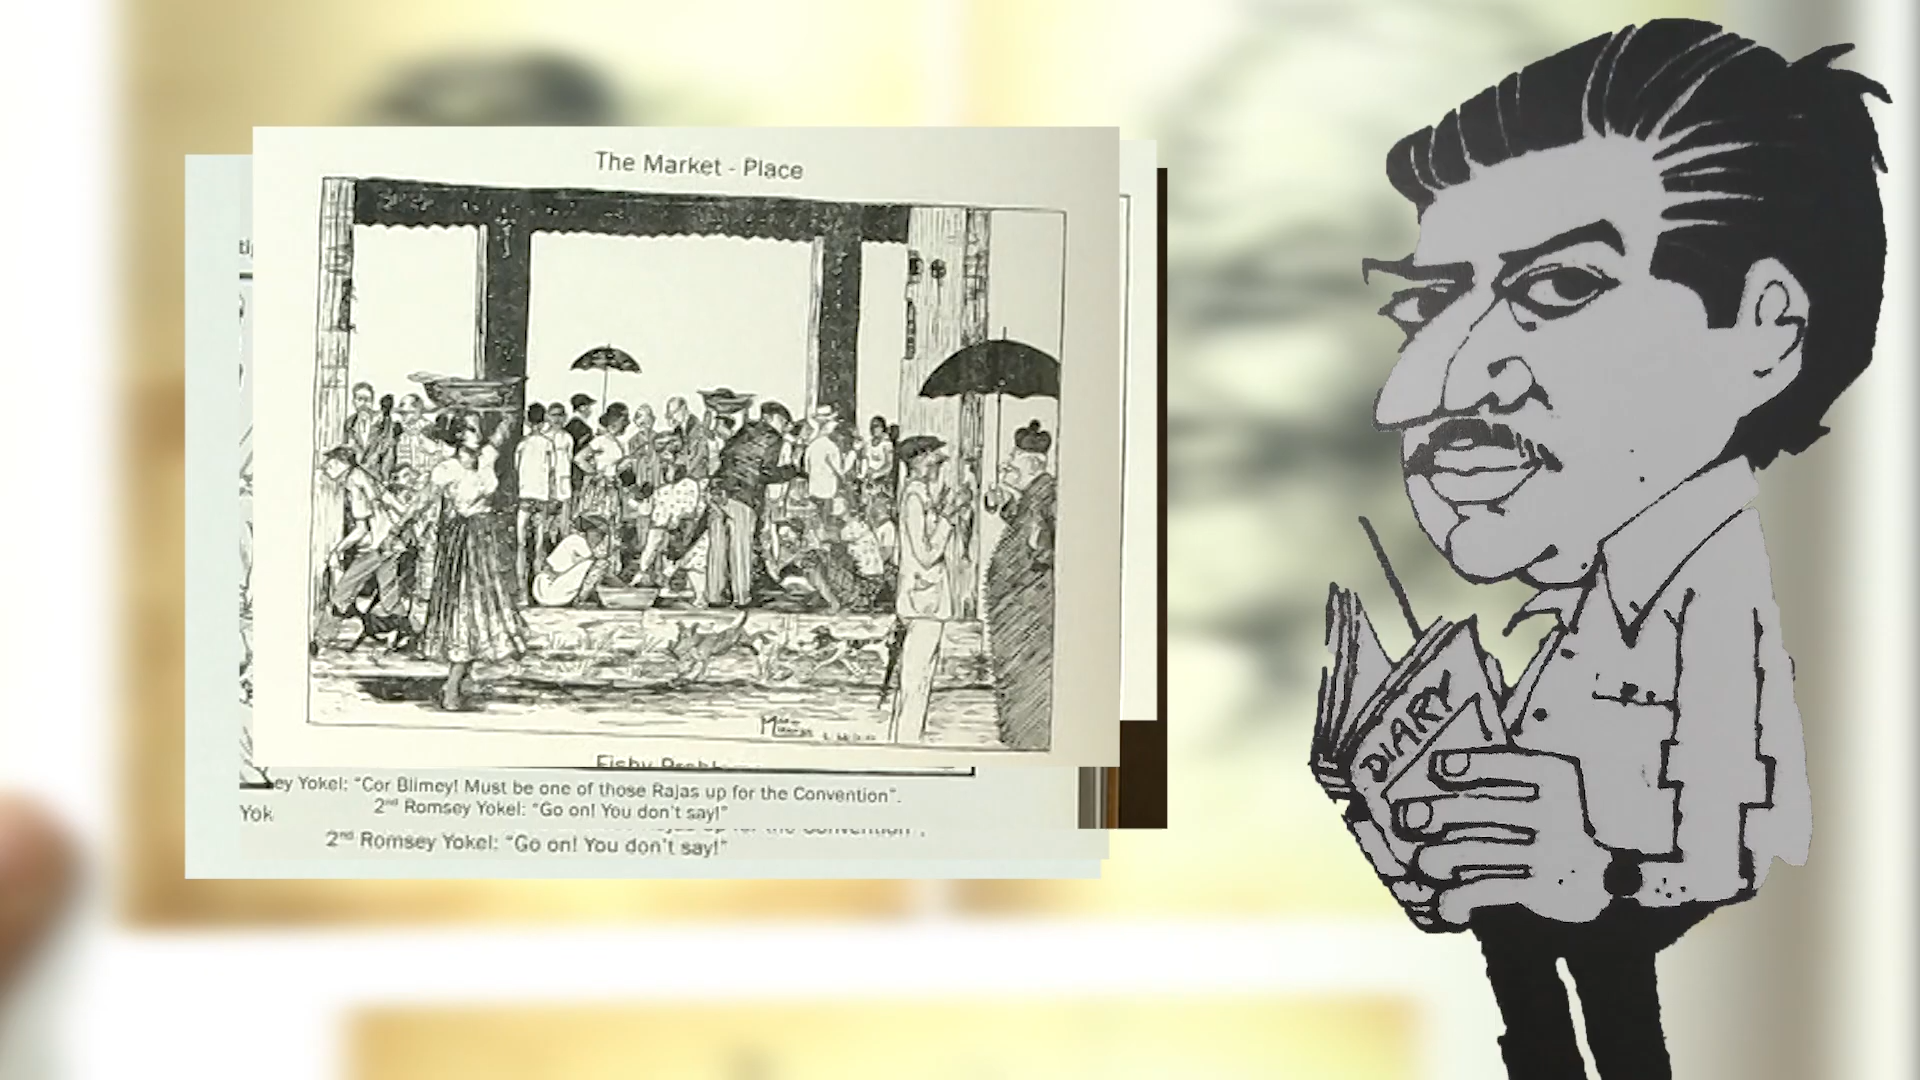 The Market - Place
ey Yokel: "Cor Blimey! Must be one of those Rajas up for the Convention".
Yok
2nd Romsey Yokel: "Go on! You don't say!"
2nd Romsey Yokel: "Go on! You don't say!"
DIARY